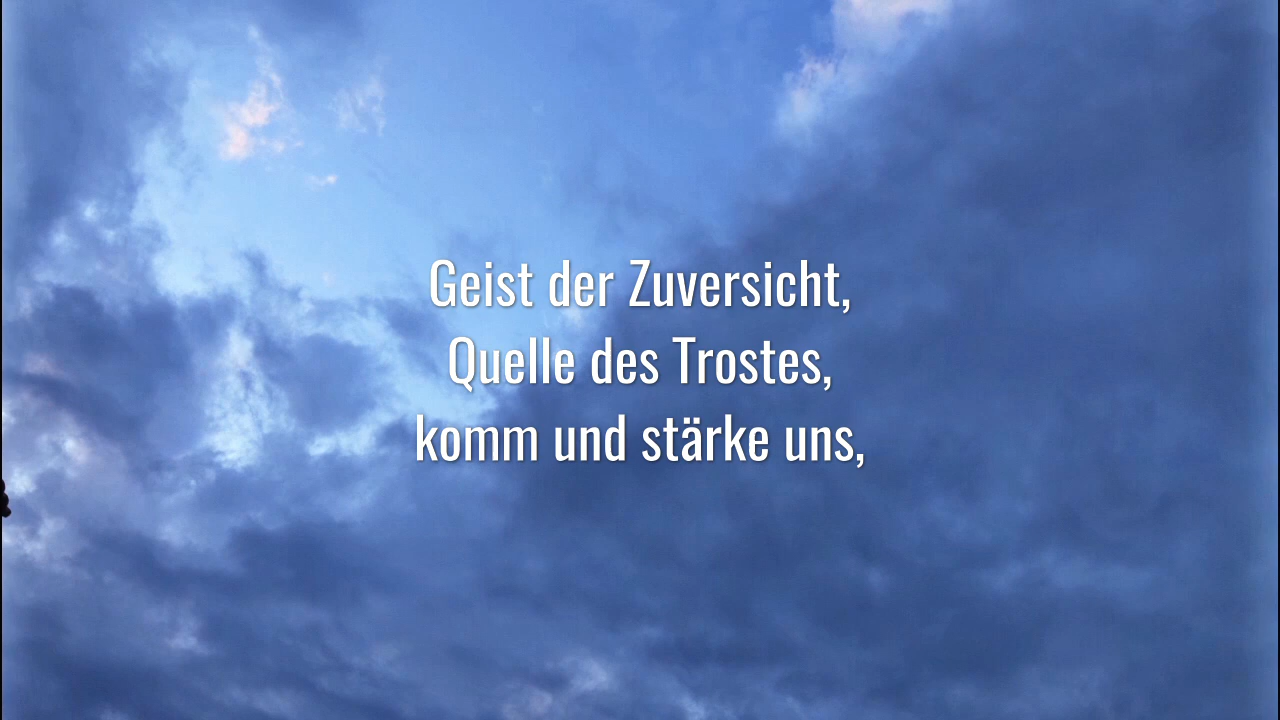 Geist der Zuversicht,
Quelle des Trostes,
komm und stärke uns,